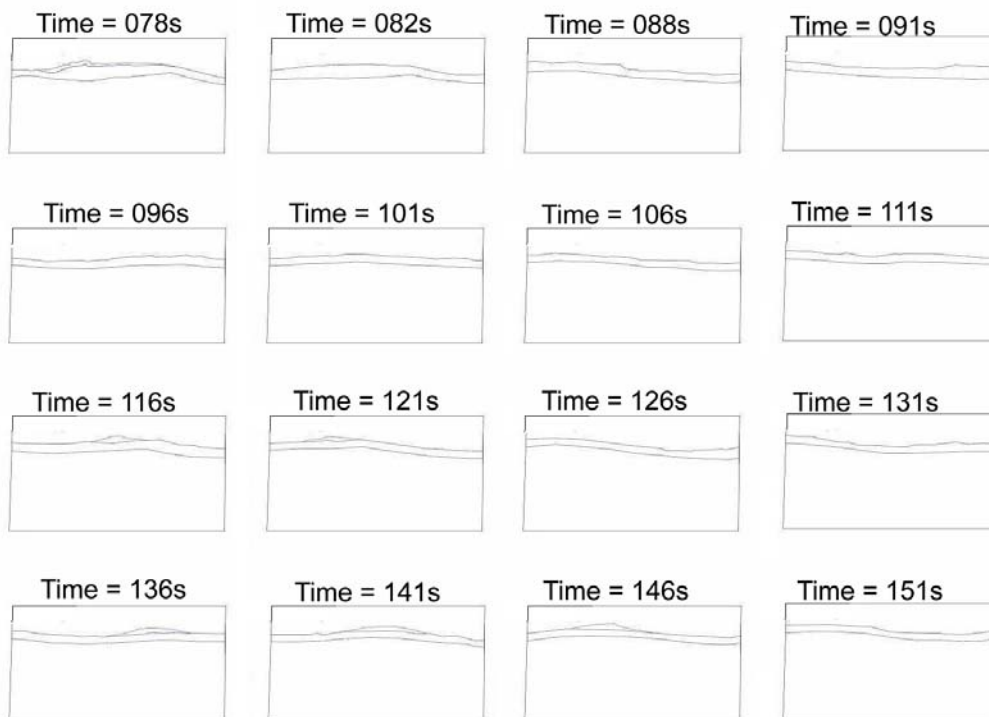 Time = 078s
Time = 082s
Time = 088s
Time = 091s
Time = 096s
Time = 101s
Time = 106s
Time = 111s
Time = 116s
Time = 121s
Time = 126s
Time = 131s
Time = 136s
Time = 141s
Time = 146s
Time = 151s